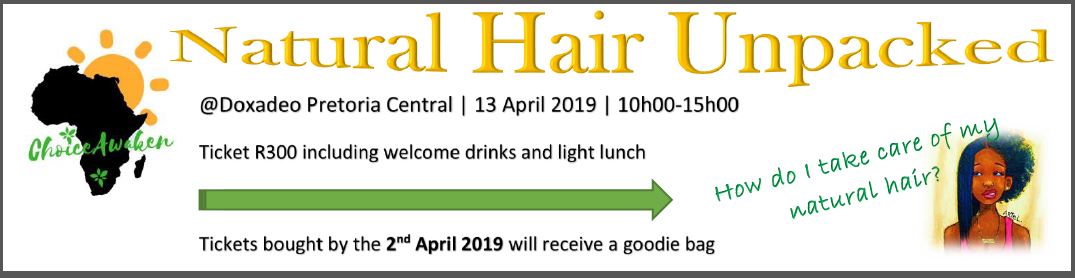 Natural Hair Unpacked
@Doxadeo Pretoria Central | 13 April 2019 | 10h00-15h00
ChoiceAwaken
Ticket R300 including welcome drinks and light lunch
How do I take care of my
natural hair?
Tickets bought by the 2nd April 2019 will receive a goodie bag